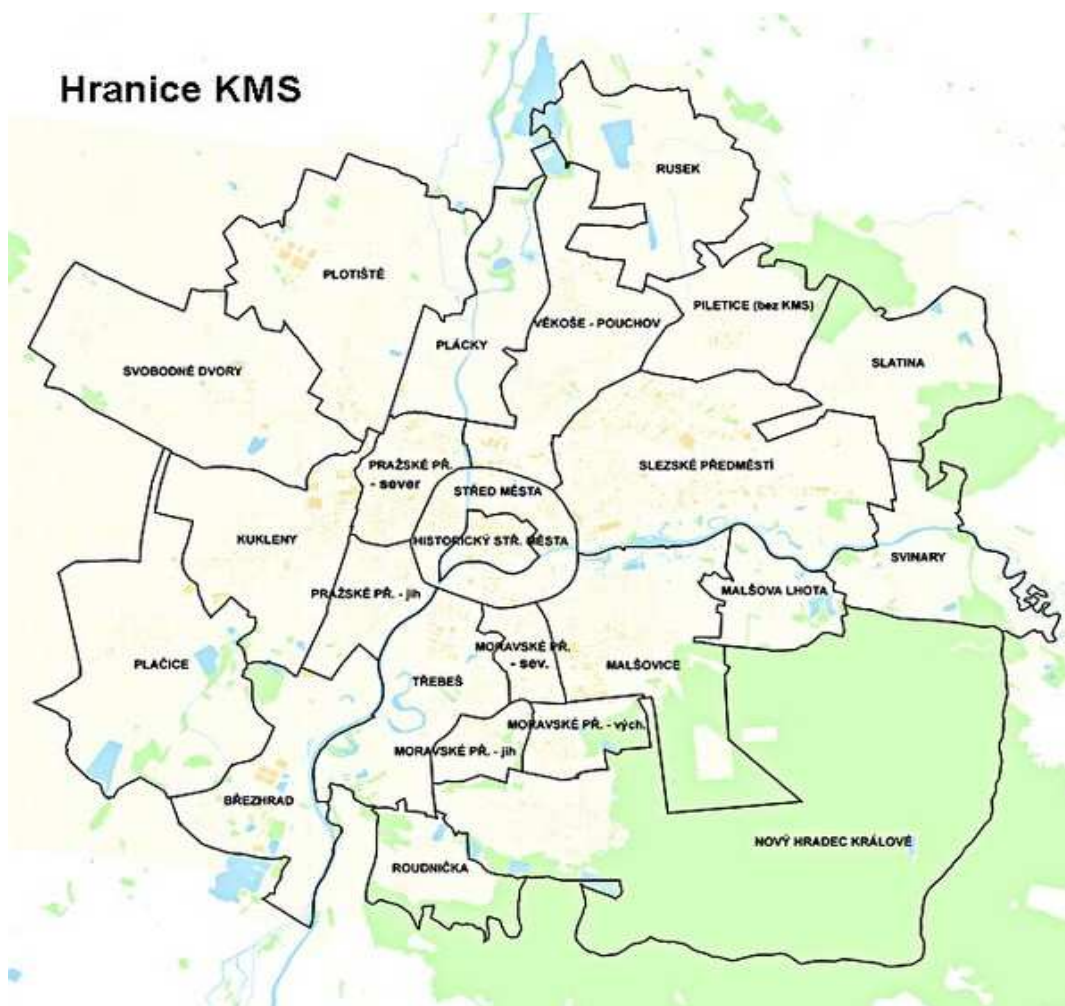 Hranice KMS
RUSEK
PLOTIŠTĚ
PILETICE (bez KMS)
VĚKOŠE - POUCHOV
PLÁCKY
SLATINA
SVOBODNÉ DVORY
PRAŽSKÉ PŘ.
- sever
SLEZSKÉ PŘEDMĚSTÍ
STŘED MĚSTA
KUKLENY
HISTORICKÝ STŘ. MĚSTA
SVINARY
PRAŽSKÉ PŘ. - jih
MALŠOVA LHOTA
MORAVSKÉ PŘ.
- sev.
PLAČICE
MALŠOVICE
TŘEBEŠ
MORAVSKÉ PŘ. - vých.
MORAVSKÉ PŘ. - jih
BŘEZHRAD
NOVÝ HRADEC KRÁLOVÉ
ROUDNIČKA